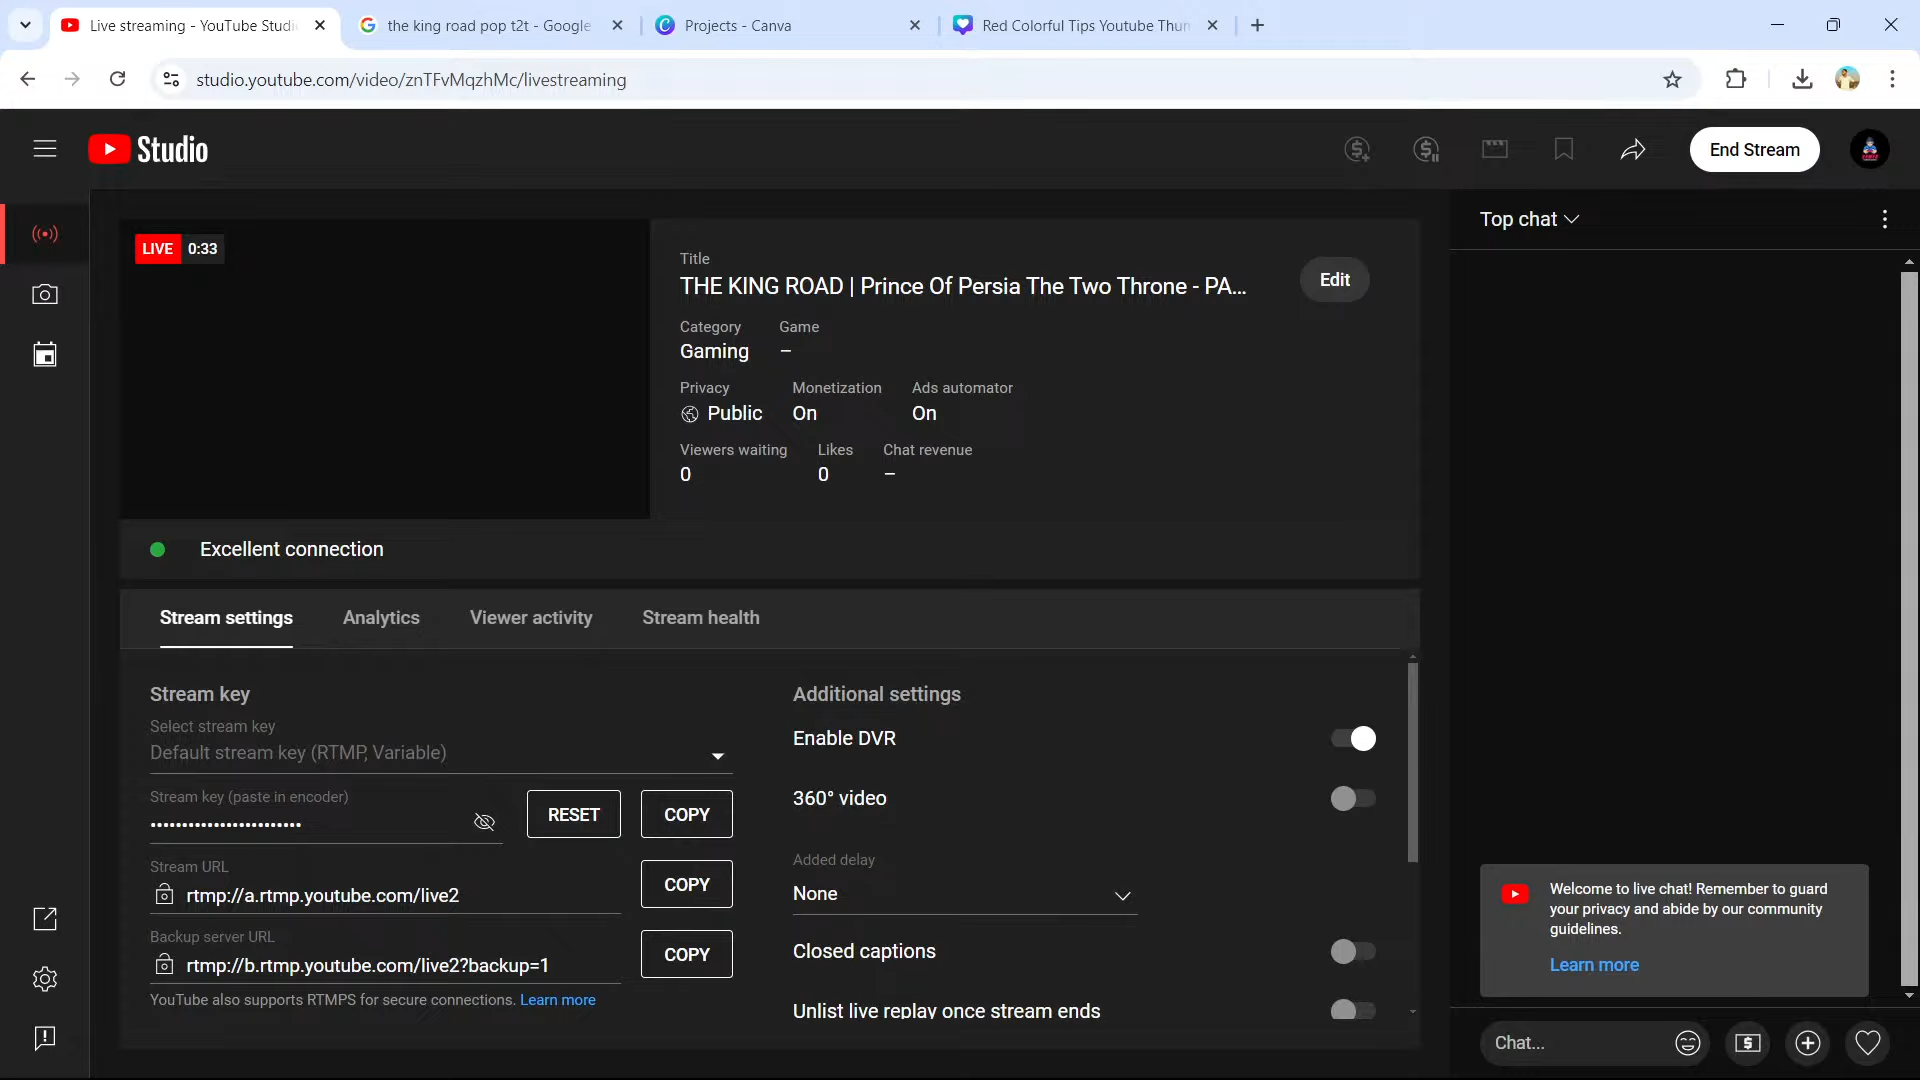 Live streaming - YouTube Studi
the king road pop t2t - Google
Projects - Canva
Red Colorful Tips Youtube Thun
studio.youtube.com/video/znTFvMqzhMc/livestreaming
Studio
End Stream
LIVE 0:33
Title
THE KING ROAD | Prince Of Persia The Two Throne - PA...
Edit
Category Game
Gaming –
Privacy Monetization Ads automator
Public On On
Viewers waiting Likes Chat revenue
0 0 –
Excellent connection
Stream settings Analytics Viewer activity Stream health
Stream key
Select stream key
Default stream key (RTMP, Variable)
Stream key (paste in encoder)
••••••••••••••••••••••••
RESET COPY
Stream URL
rtmp://a.rtmp.youtube.com/live2
COPY
Backup server URL
rtmp://b.rtmp.youtube.com/live2?backup=1
COPY
YouTube also supports RTMPS for secure connections. Learn more
Additional settings
Enable DVR
360° video
Added delay
None
Closed captions
Unlist live replay once stream ends
Top chat
Welcome to live chat! Remember to guard
your privacy and abide by our community
guidelines.
Learn more
Chat...